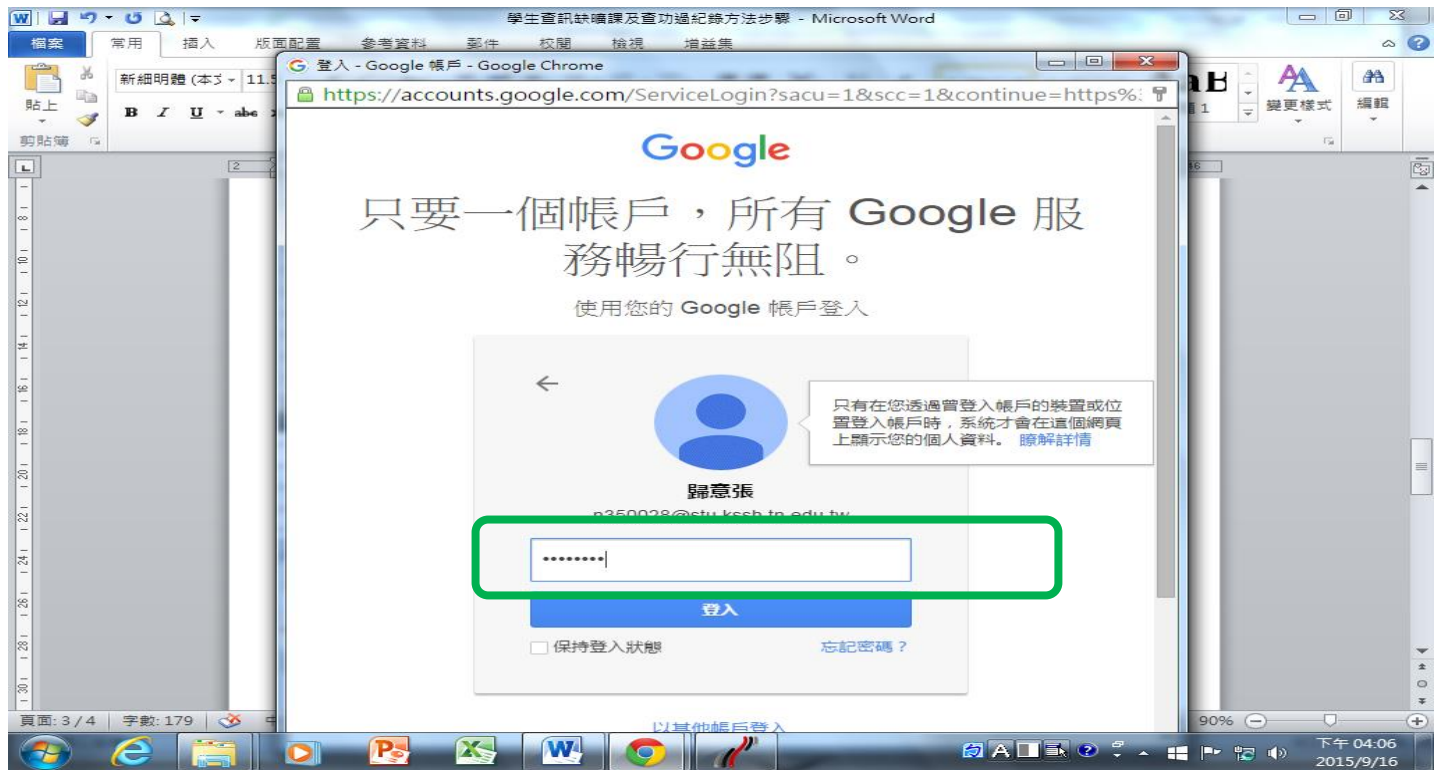 學生查訊缺曠課及查功過紀錄方法步驟 - Microsoft Word
檔案 常用 插入 版面配置 參考資料 郵件 校閱 檢視 增益集
登入 - Google 帳戶 - Google Chrome
新細明體 (本
11.5
貼上
B I U abe
剪貼簿
變更樣式
編輯
https://accounts.google.com/ServiceLogin?sacu=1&scc=1&continue=https%
Google
只要一個帳戶，所有 Google 服
務暢行無阻。
使用您的 Google 帳戶登入
只有在您透過曾登入帳戶的裝置或位
置登入帳戶時，系統才會在這個網頁
上顯示您的個人資料。 瞭解詳情
歸意張
n350028@stu.kssh.tn.edu.tw
登入
保持登入狀態 忘記密碼？
以其他帳戶登入
頁面: 3 / 4 字數: 179
90%
下午 04:06
2015/9/16